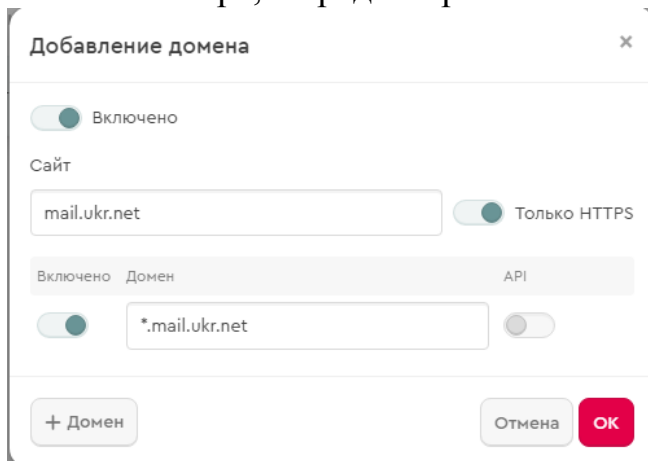 Добавление домена ×
Включено
Сайт
mail.ukr.net Только HTTPS
Включено Домен API
*.mail.ukr.net
+ Домен Отмена ОК